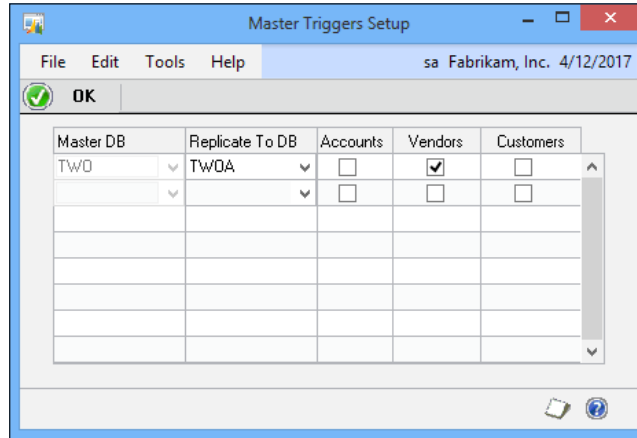 Master Triggers Setup
File Edit Tools Help sa Fabrikam, Inc. 4/12/2017
OK
Master DB Replicate To DB Accounts Vendors Customers
TWO TWOA